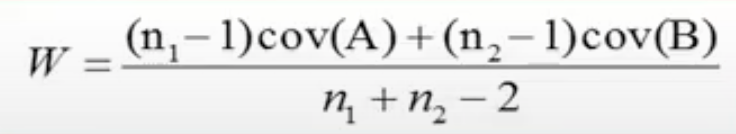 W = (n₁−1)cov(A)+(n₂−1)cov(B)
n₁+n₂−2